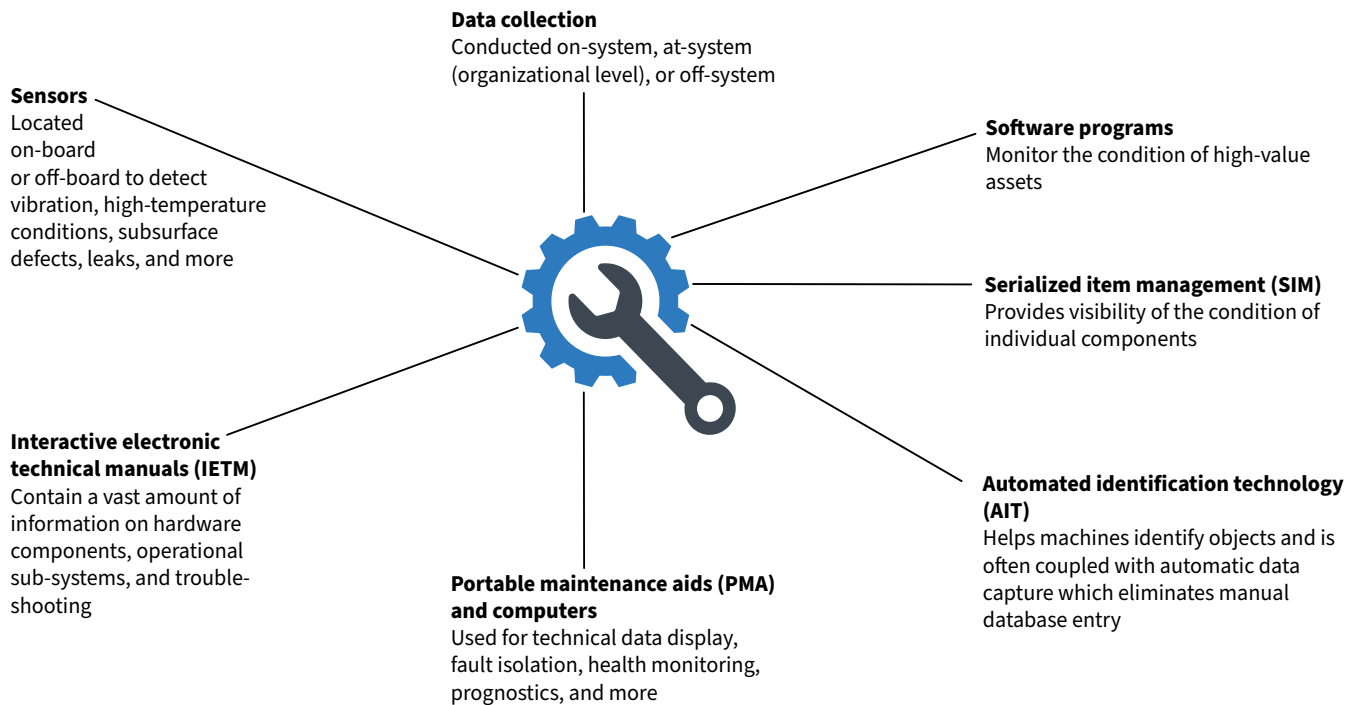 Data collection
Conducted on-system, at-system
(organizational level), or off-system
Sensors
Located
on-board
or off-board to detect
vibration, high-temperature
conditions, subsurface
defects, leaks, and more
Software programs
Monitor the condition of high-value
assets
Serialized item management (SIM)
Provides visibility of the condition of
individual components
Interactive electronic
technical manuals (IETM)
Contain a vast amount of
information on hardware
components, operational
sub-systems, and trouble-
shooting
Automated identification technology
(AIT)
Helps machines identify objects and is
often coupled with automatic data
capture which eliminates manual
database entry
Portable maintenance aids (PMA)
and computers
Used for technical data display,
fault isolation, health monitoring,
prognostics, and more